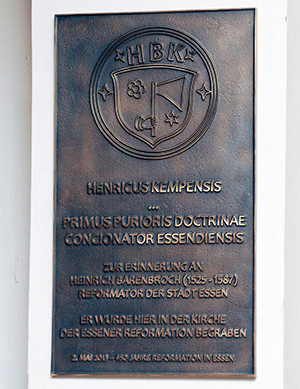 HBK
HENRICUS KEMPENSIS
...
PRIMUS PURIORIS DOCTRINAE
CONCIONATOR ESSENDIENSIS
ZUR ERINNERUNG AN
HEINRICH BARENBROCH (1525 - 1587)
REFORMATOR DER STADT ESSEN
ER WURDE HIER IN DER KIRCHE
DER ESSENER REFORMATION BEGRABEN
2. MAI 2013 - 450 JAHRE REFORMATION IN ESSEN